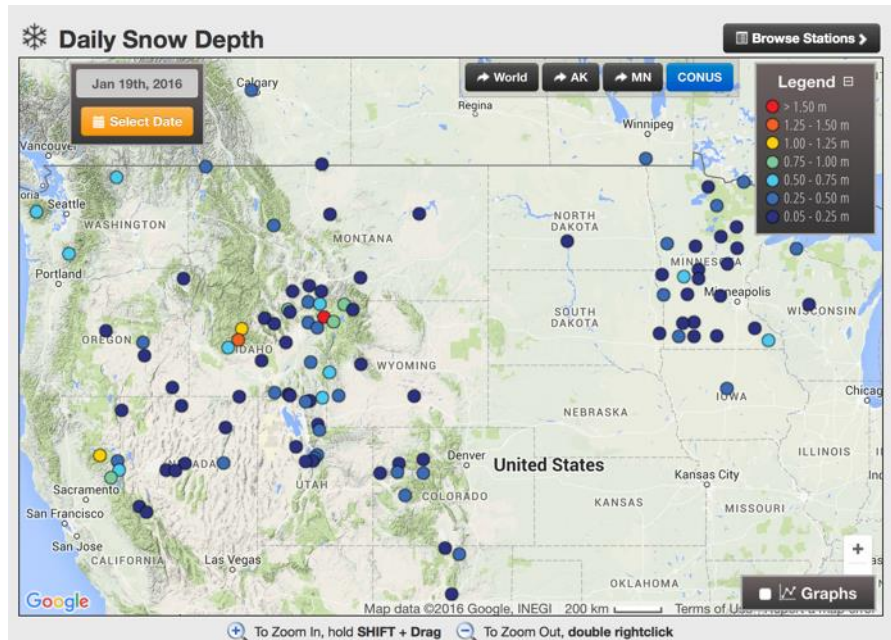 Daily Snow Depth
Browse Stations
Jan 19th, 2016
Select Date
World
AK
MN
CONUS
Legend
> 1.50 m
1.25 - 1.50 m
1.00 - 1.25 m
0.75 - 1.00 m
0.50 - 0.75 m
0.25 - 0.50 m
0.05 - 0.25 m
Calgary
Regina
Winnipeg
Vancouver
Seattle
WASHINGTON
NORTH
DAKOTA
MONTANA
MINNESOTA
Portland
Minneapolis
SOUTH
DAKOTA
WISCONSIN
OREGON
IDAHO
WYOMING
Chicag
IOWA
NEBRASKA
ILLINOIS
Denver
United States
Kansas City
Ind
NEVADA
UTAH
COLORADO
Sacramento
KANSAS
MISSOURI
San Francisco
San Jose
CALIFORNIA
Las Vegas
OKLAHOMA
+
Graphs
Google
Map data ©2016 Google, INEGI
200 km
Terms of Us
To Zoom In, hold SHIFT + Drag
To Zoom Out, double rightclick